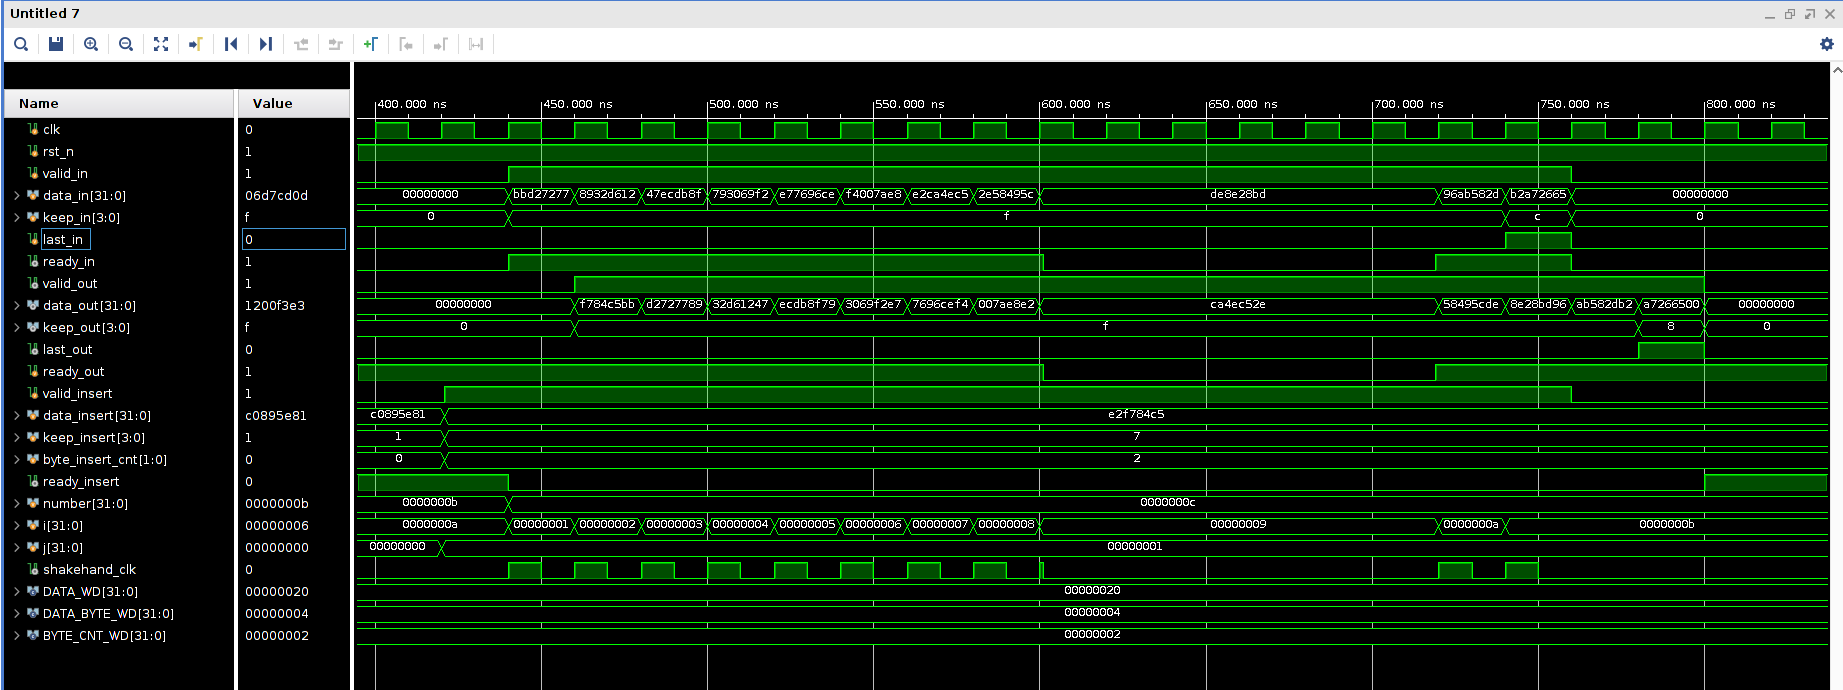 Untitled 7
Name Value
400.000 ns 450.000 ns 500.000 ns 550.000 ns 600.000 ns 650.000 ns 700.000 ns 750.000 ns 800.000 ns
clk 0
rst_n 1
valid_in 1
data_in[31:0] 06d7cd0d 00000000 bbd27277 8932d612 47ecdb8f 793069f2 e77696ce f4007ae8 e2ca4ec5 2e58495c de8e28bd 96ab582d b2a72665 00000000
keep_in[3:0] f 0 f c 0
last_in 0
ready_in 1
valid_out 1
data_out[31:0] 1200f3e3 00000000 f784c5bb d2727789 32d61247 ecdb8f79 3069f2e7 7696cef4 007ae8e2 ca4ec52e 58495cde 8e28bd96 ab582db2 a7266500 00000000
keep_out[3:0] f 0 f 8 0
last_out 0
ready_out 1
valid_insert 1
data_insert[31:0] c0895e81 c0895e81 e2f784c5
keep_insert[3:0] 1 1 7
byte_insert_cnt[1:0] 0 0 2
ready_insert 0
number[31:0] 0000000b 0000000b 0000000c
i[31:0] 00000006 0000000a 00000001 00000002 00000003 00000004 00000005 00000006 00000007 00000008 00000009 0000000a 0000000b
j[31:0] 00000000 00000000 00000001
shakehand_clk 0
DATA_WD[31:0] 00000020 00000020
DATA_BYTE_WD[31:0] 00000004 00000004
BYTE_CNT_WD[31:0] 00000002 00000002